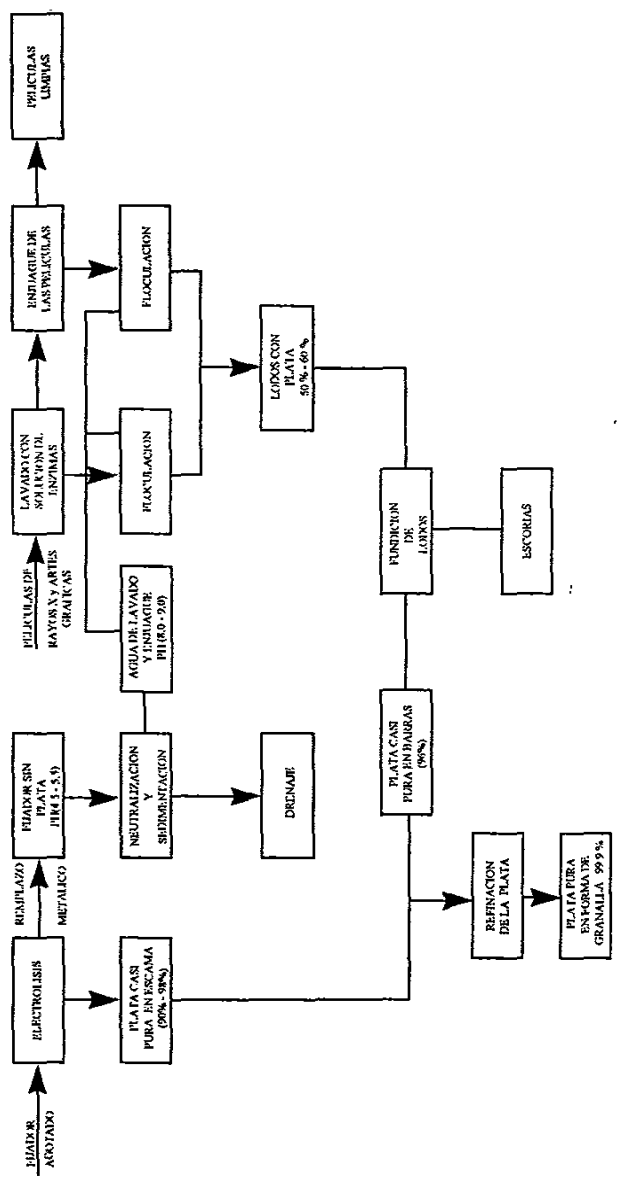 FIJADOR
AGOTADO
ELECTROLISIS
REMPLAZO
METALICO
FIJADOR SIN
PLATA
PH(4.5 - 5.5)
PELICULAS DE
RAYOS X y ARTES
GRAFICAS
LAVADO CON
SOLUCION DE
ENZIMAS
ENJUAGUE DE
LAS PELICULAS
PELICULAS
LIMPIAS
PLATA CASI
PURA EN ESCAMA
(90% - 98%)
NEUTRALIZACION
Y
SEDIMENTACION
AGUA DE LAVADO
Y ENJUAGUE
PH (8.0 - 9.0)
FLOCULACION
FLOCULACION
DRENAJE
LODOS CON
PLATA
50 % - 60 %
PLATA CASI
PURA EN BARRAS
(96%)
FUNDICION
DE
LODOS
REFINACION
DE LA PLATA
ESCORIAS
PLATA PURA
EN FORMA DE
GRANALLA 99.9 %